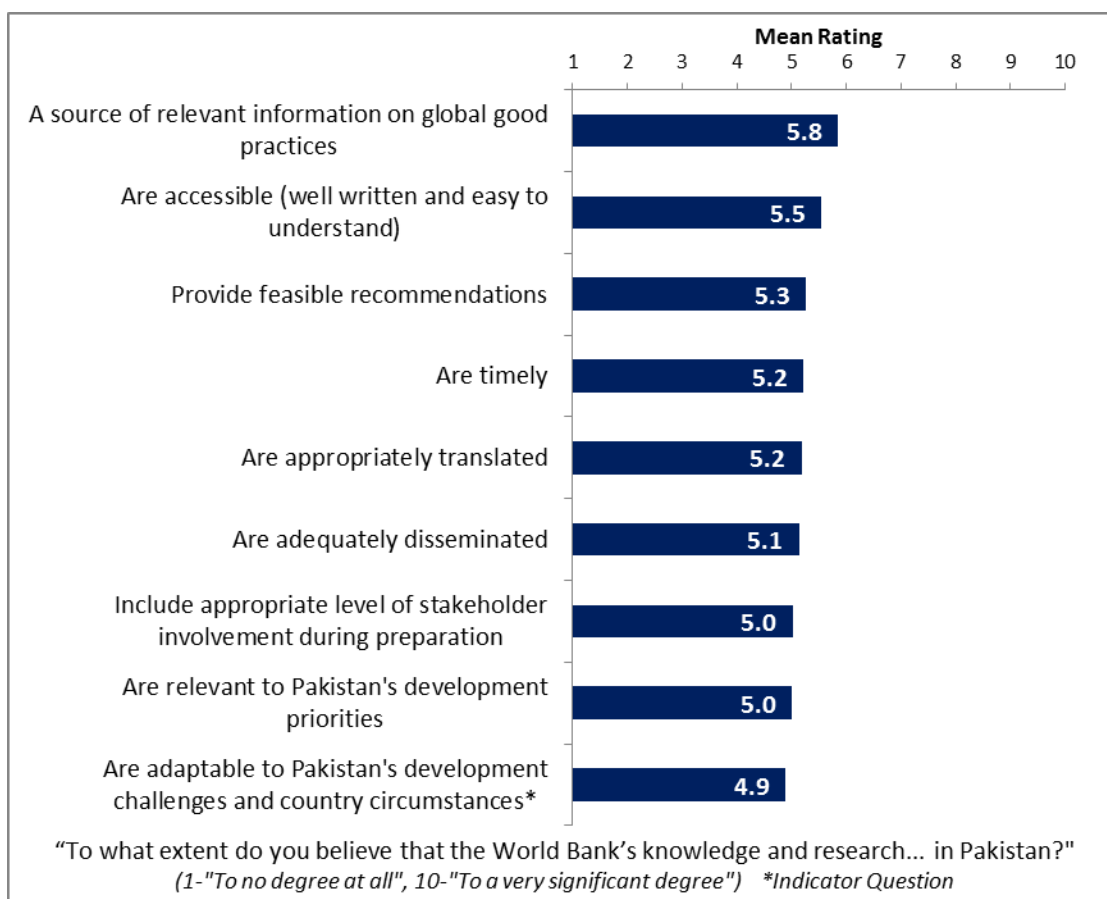 Mean Rating
1 2 3 4 5 6 7 8 9 10
A source of relevant information on global good
practices
5.8
Are accessible (well written and easy to
understand)
5.5
Provide feasible recommendations
5.3
Are timely
5.2
Are appropriately translated
5.2
Are adequately disseminated
5.1
Include appropriate level of stakeholder
involvement during preparation
5.0
Are relevant to Pakistan's development
priorities
5.0
Are adaptable to Pakistan's development
challenges and country circumstances*
4.9
“To what extent do you believe that the World Bank’s knowledge and research... in Pakistan?"
(1-"To no degree at all", 10-"To a very significant degree") *Indicator Question